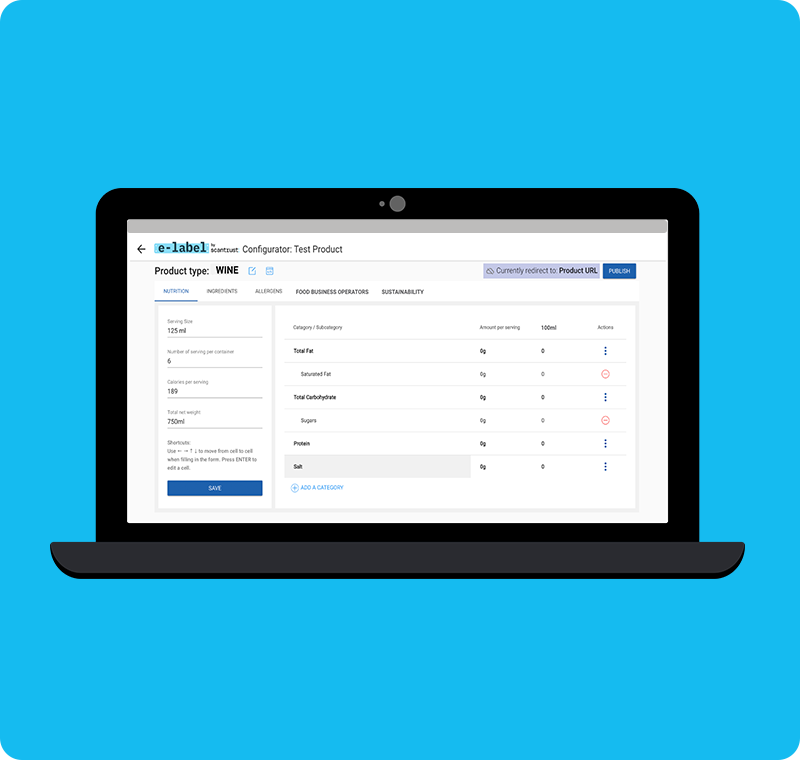 e-label by scantrust Configurator: Test Product
Product type: WINE Currently redirect to: Product URL PUBLISH
NUTRITION INGREDIENTS ALLERGENS FOOD BUSINESS OPERATORS SUSTAINABILITY
Serving Size
125 ml
Number of serving per container
6
Calories per serving
189
Total net weight
750ml
Shortcuts:
Use ← → ↑ ↓ to move from cell to cell
when filling in the form. Press ENTER to
edit a cell.
SAVE
Category / Subcategory Amount per serving 100ml Actions
Total Fat 0g 0
Saturated Fat 0g 0
Total Carbohydrate 0g 0
Sugars 0g 0
Protein 0g 0
Salt 0g 0
ADD A CATEGORY